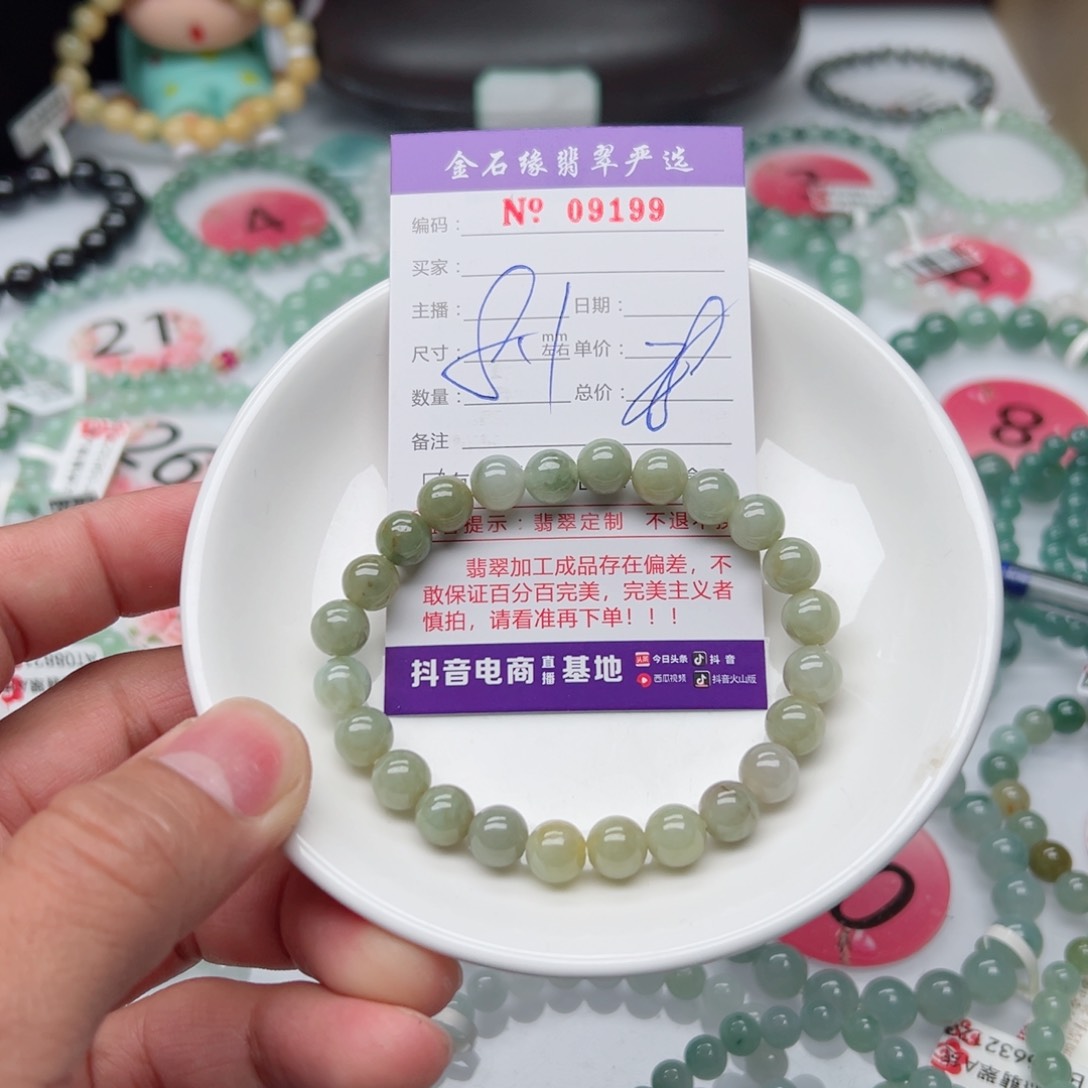 金石缘翡翠严选
编码：
№ 09199
买家：
主播：
日期：
尺寸：
mm
左右
单价：
数量：
总价：
备注
提示：翡翠定制 不退不换
翡翠加工成品存在偏差，不
敢保证百分百完美，完美主义者
慎拍，请看准再下单！！！
抖音电商
直播
基地
头条
今日头条
抖音
西瓜视频
抖音火山版
4
21
26
8
0
7